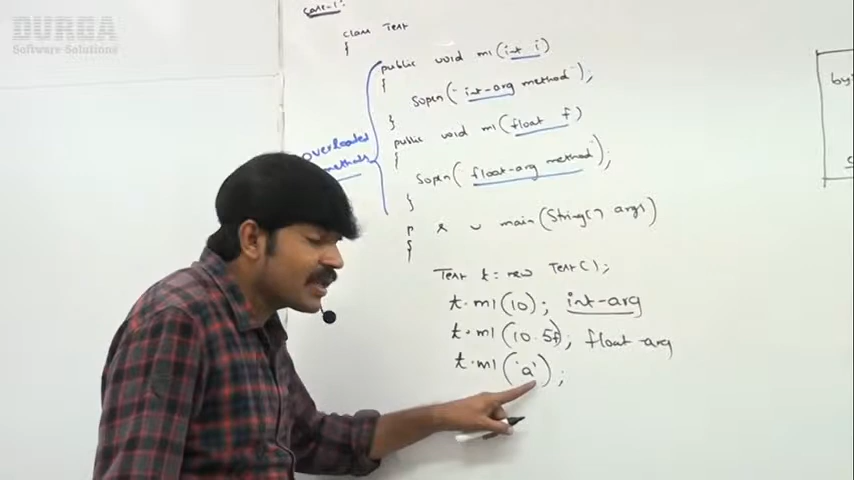 DURGA
Software Solutions
case-1:
class Test
{
public void m1(int i)
{
Sopln("int-arg method");
}
public void m1(float f)
{
Sopln("float-arg method");
}
overloaded
methods
p s v main(String[] args)
{
Test t = new Test();
t.m1(10); int-arg
t.m1(10.5f); float-arg
t.m1('a');
by